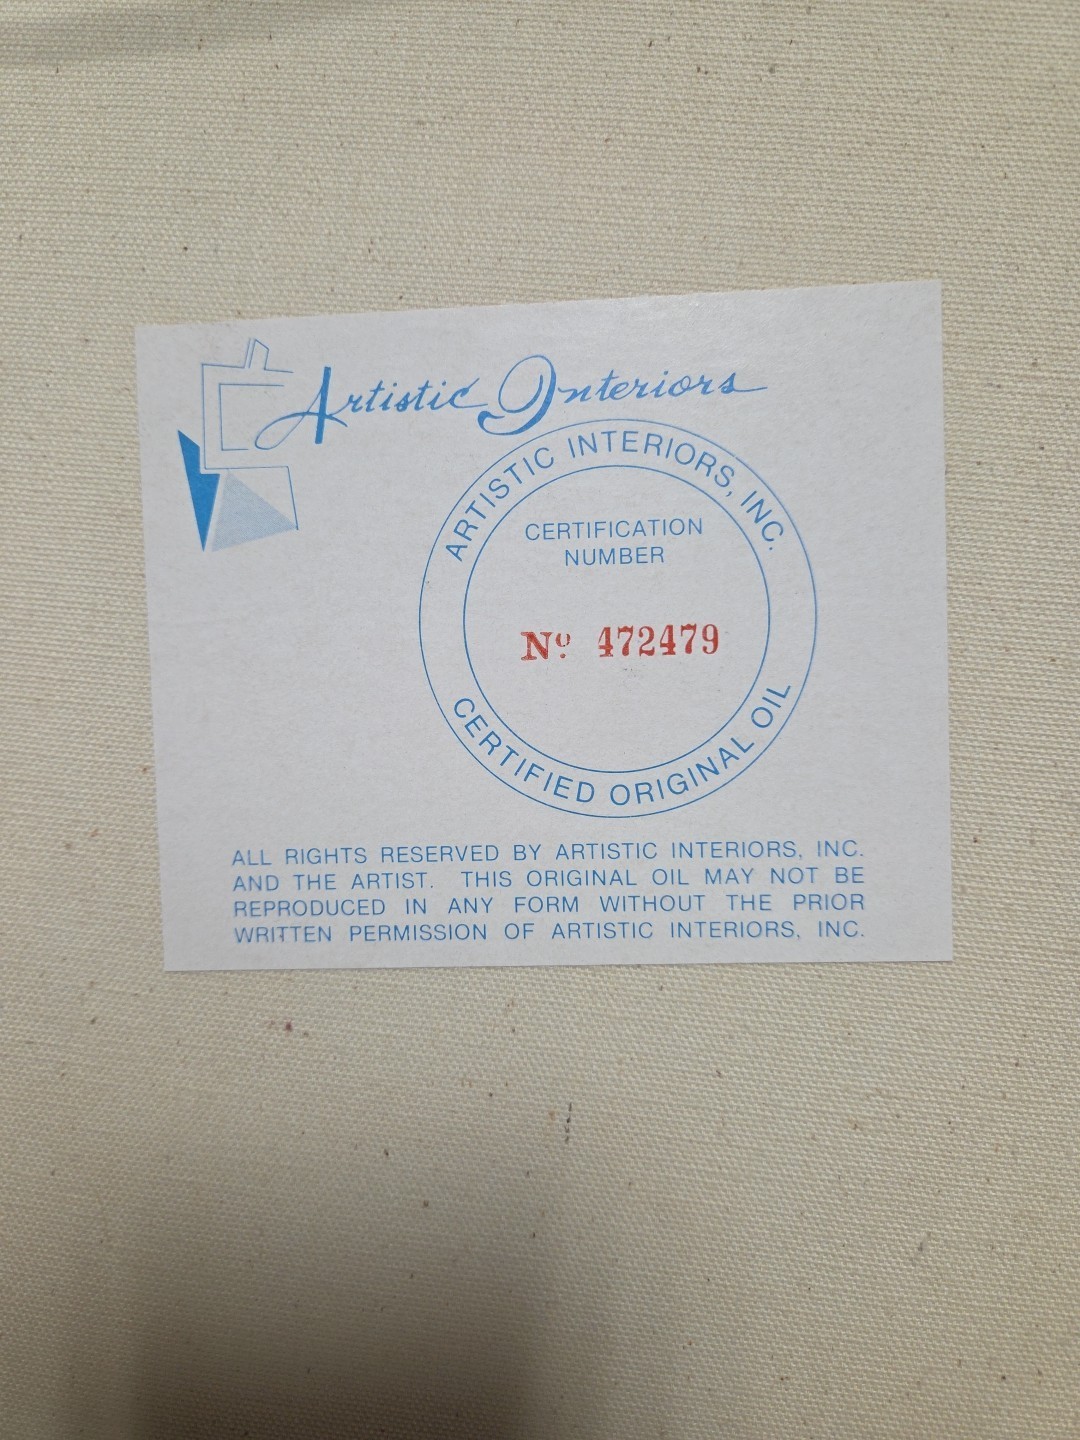 Artistic Interiors
ARTISTIC INTERIORS, INC.
CERTIFICATION
NUMBER
Nº 472479
CERTIFIED ORIGINAL OIL
ALL RIGHTS RESERVED BY ARTISTIC INTERIORS, INC.
AND THE ARTIST. THIS ORIGINAL OIL MAY NOT BE
REPRODUCED IN ANY FORM WITHOUT THE PRIOR
WRITTEN PERMISSION OF ARTISTIC INTERIORS, INC.